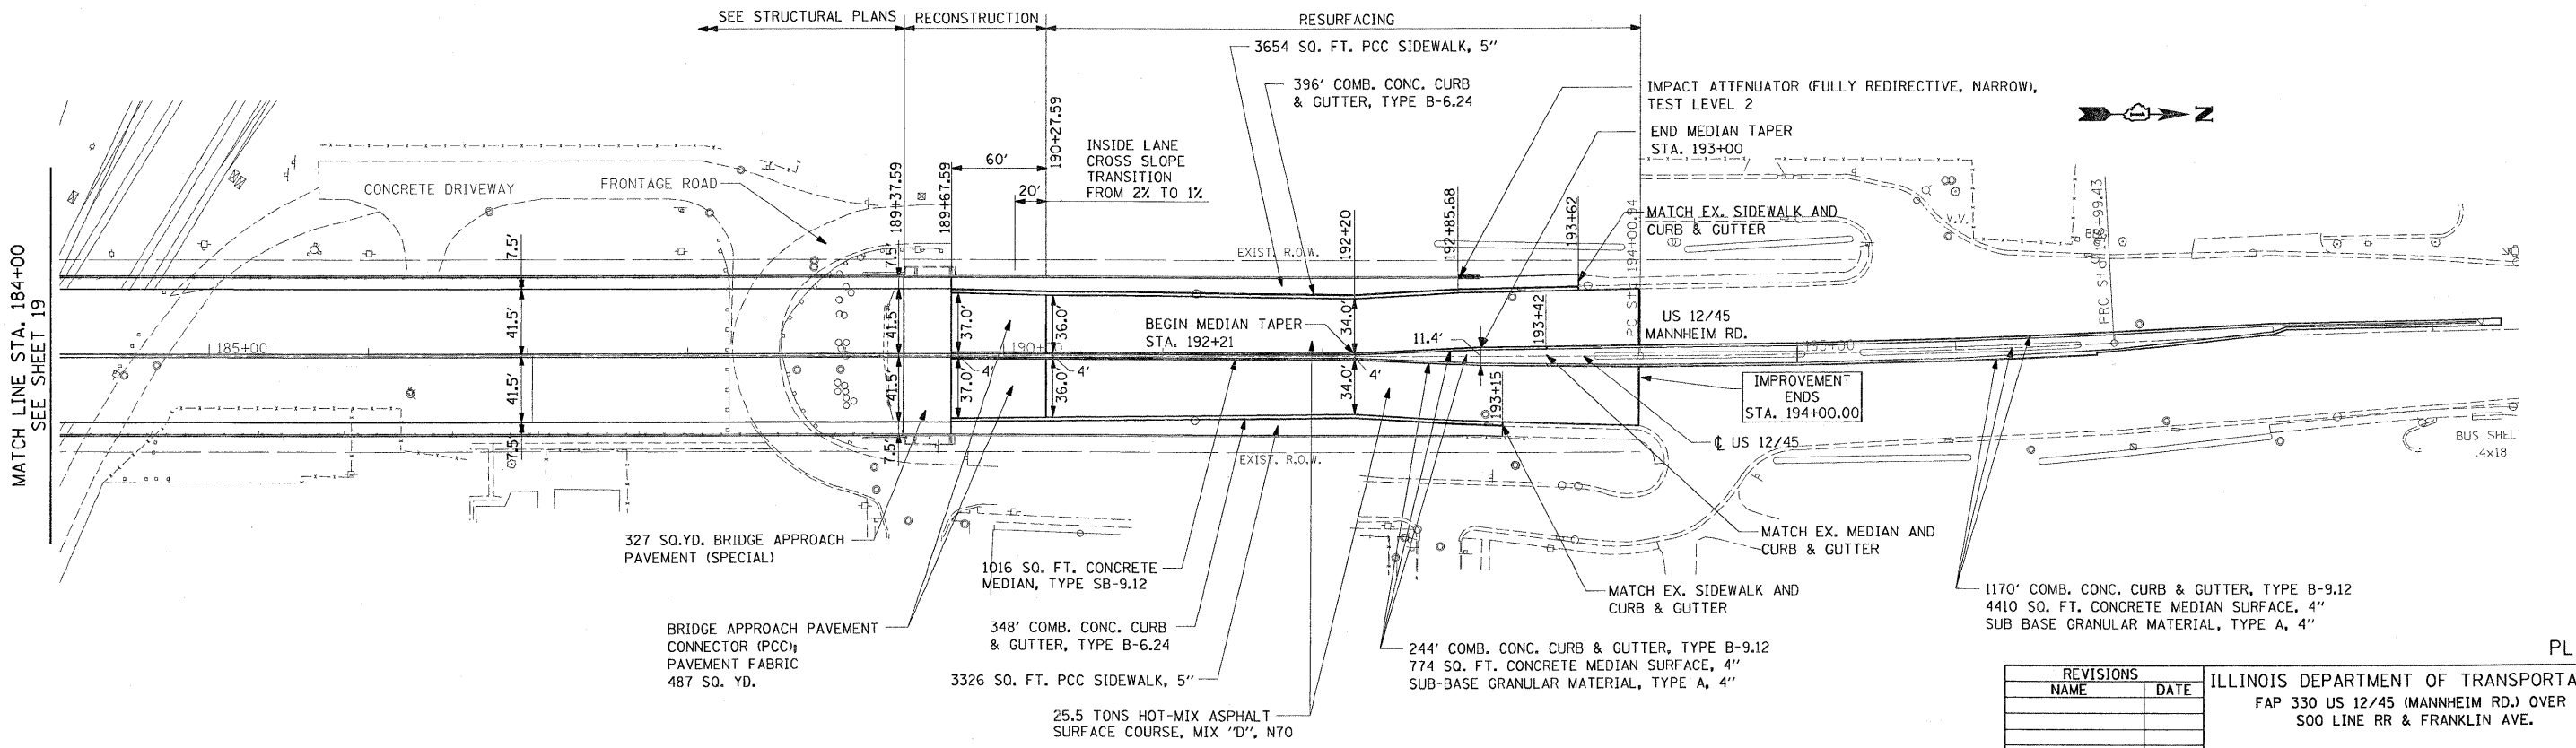 SEE STRUCTURAL PLANS
RECONSTRUCTION
RESURFACING
3654 SQ. FT. PCC SIDEWALK, 5"
396' COMB. CONC. CURB
& GUTTER, TYPE B-6.24
IMPACT ATTENUATOR (FULLY REDIRECTIVE, NARROW),
TEST LEVEL 2
END MEDIAN TAPER
STA. 193+00
N
190+27.59
INSIDE LANE
CROSS SLOPE
TRANSITION
FROM 2% TO 1%
60'
20'
CONCRETE DRIVEWAY
FRONTAGE ROAD
189+37.59
189+67.59
192+20
192+85.68
193+62
MATCH EX. SIDEWALK AND
CURB & GUTTER
V.V.
EXIST. R.O.W.
MATCH LINE STA. 184+00
SEE SHEET 19
7.5'
7.5'
41.5'
41.5'
37.0'
36.0'
34.0'
185+00
190+00
BEGIN MEDIAN TAPER
STA. 192+21
11.4'
193+42
US 12/45
MANNHEIM RD.
195+00
4'
4'
4'
41.5'
41.5'
37.0'
36.0'
34.0'
193+15
IMPROVEMENT
ENDS
STA. 194+00.00
℄ US 12/45
7.5'
7.5'
EXIST. R.O.W.
BUS SHEL
.4x18
327 SQ.YD. BRIDGE APPROACH
PAVEMENT (SPECIAL)
1016 SQ. FT. CONCRETE
MEDIAN, TYPE SB-9.12
MATCH EX. MEDIAN AND
CURB & GUTTER
MATCH EX. SIDEWALK AND
CURB & GUTTER
1170' COMB. CONC. CURB & GUTTER, TYPE B-9.12
4410 SQ. FT. CONCRETE MEDIAN SURFACE, 4"
SUB BASE GRANULAR MATERIAL, TYPE A, 4"
BRIDGE APPROACH PAVEMENT
CONNECTOR (PCC);
PAVEMENT FABRIC
487 SQ. YD.
348' COMB. CONC. CURB
& GUTTER, TYPE B-6.24
3326 SQ. FT. PCC SIDEWALK, 5"
244' COMB. CONC. CURB & GUTTER, TYPE B-9.12
774 SQ. FT. CONCRETE MEDIAN SURFACE, 4"
SUB-BASE GRANULAR MATERIAL, TYPE A, 4"
25.5 TONS HOT-MIX ASPHALT
SURFACE COURSE, MIX "D", N70
PL
REVISIONS
NAME DATE
ILLINOIS DEPARTMENT OF TRANSPORTA
FAP 330 US 12/45 (MANNHEIM RD.) OVER
SOO LINE RR & FRANKLIN AVE.